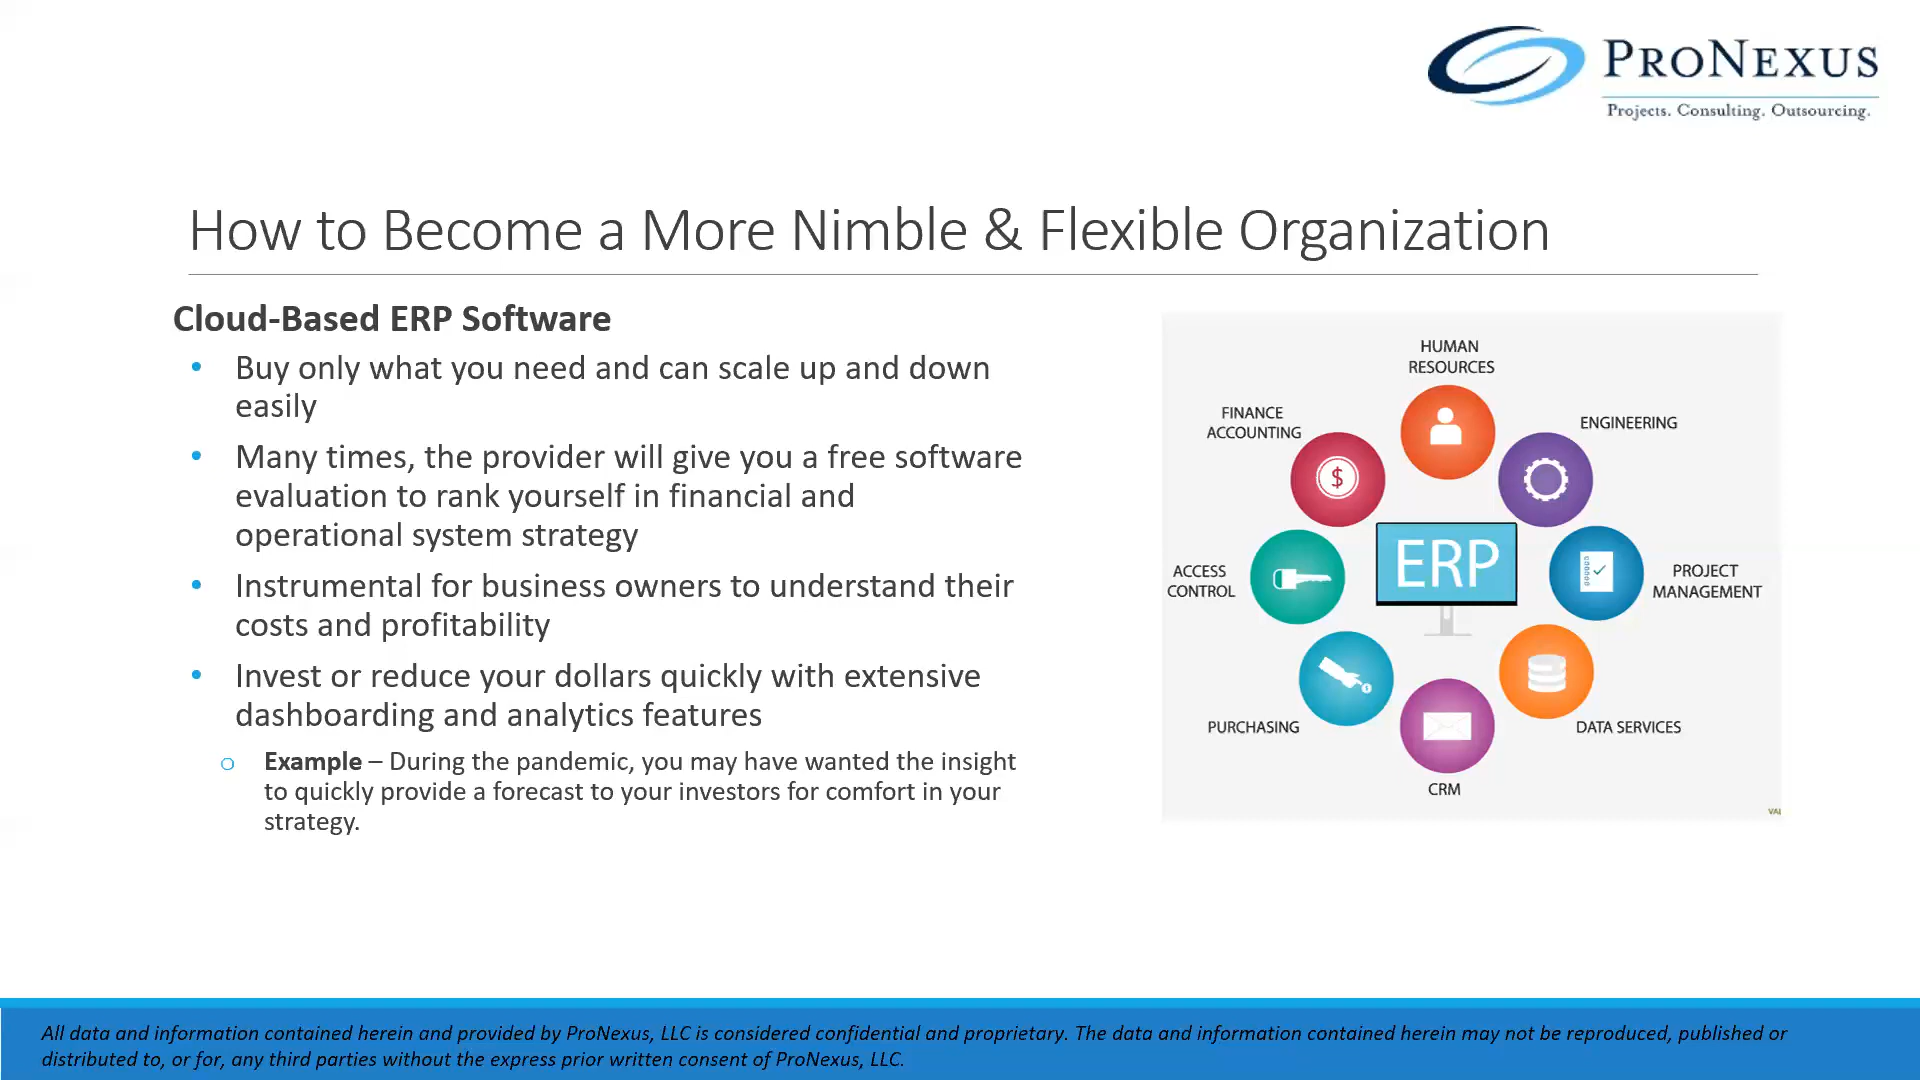 PRONEXUS
Projects. Consulting. Outsourcing.
How to Become a More Nimble & Flexible Organization
Cloud-Based ERP Software
• Buy only what you need and can scale up and down
easily
• Many times, the provider will give you a free software
evaluation to rank yourself in financial and
operational system strategy
• Instrumental for business owners to understand their
costs and profitability
• Invest or reduce your dollars quickly with extensive
dashboarding and analytics features
o Example – During the pandemic, you may have wanted the insight
to quickly provide a forecast to your investors for comfort in your
strategy.
HUMAN
RESOURCES
FINANCE
ACCOUNTING
$
ENGINEERING
ERP
ACCESS
CONTROL
PROJECT
MANAGEMENT
PURCHASING
DATA SERVICES
CRM
All data and information contained herein and provided by ProNexus, LLC is considered confidential and proprietary. The data and information contained herein may not be reproduced, published or
distributed to, or for, any third parties without the express prior written consent of ProNexus, LLC.